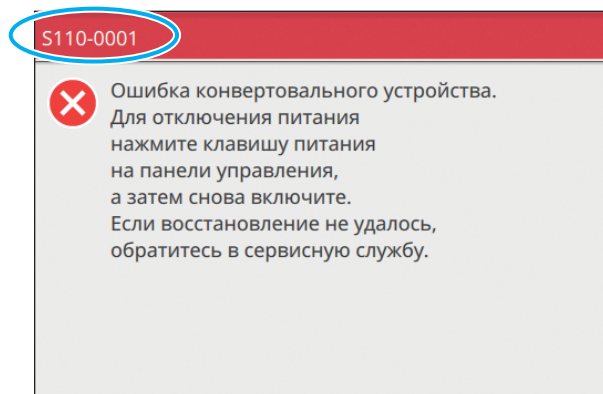 S110-0001
Ошибка конвертовального устройства.
Для отключения питания
нажмите клавишу питания
на панели управления,
а затем снова включите.
Если восстановление не удалось,
обратитесь в сервисную службу.